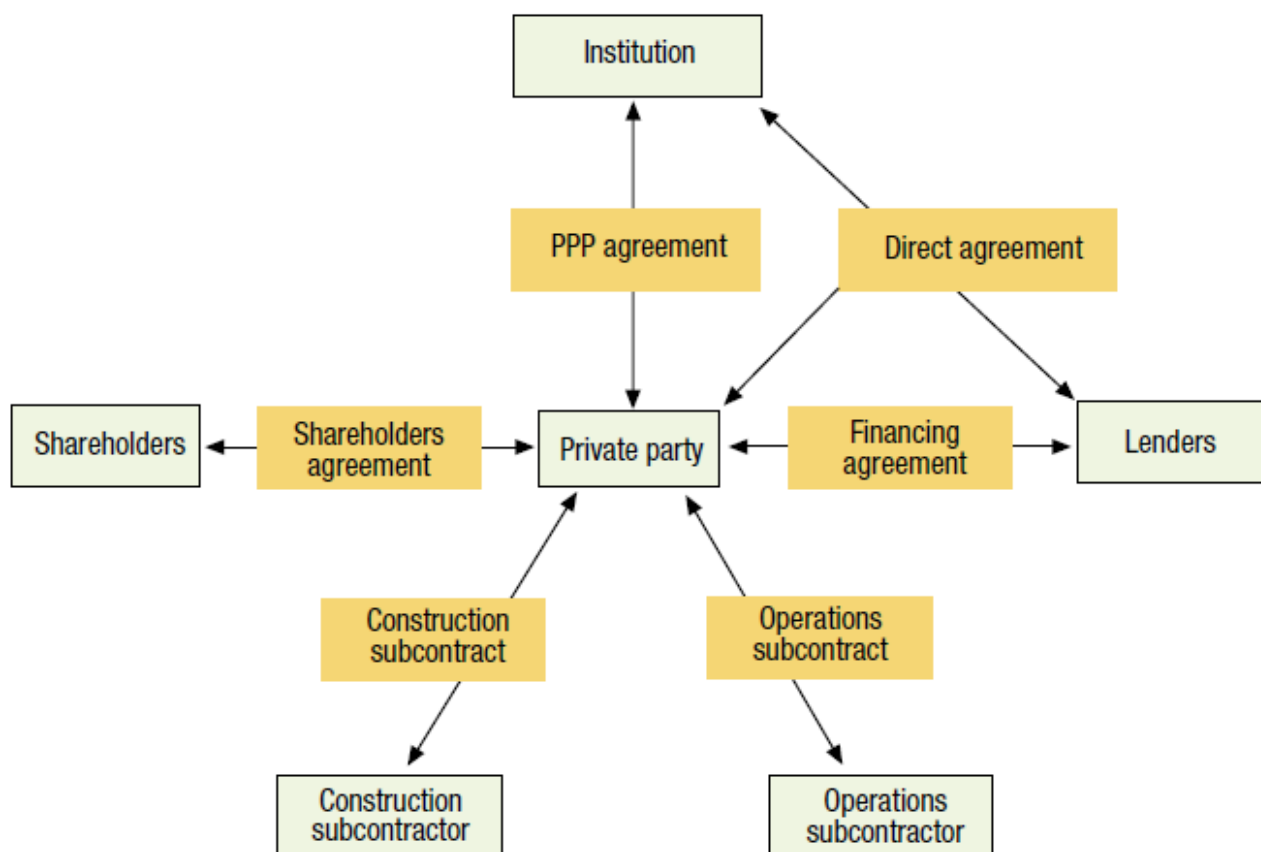 Institution
PPP agreement
Direct agreement
Shareholders
Shareholders
agreement
Private party
Financing
agreement
Lenders
Construction
subcontract
Operations
subcontract
Construction
subcontractor
Operations
subcontractor